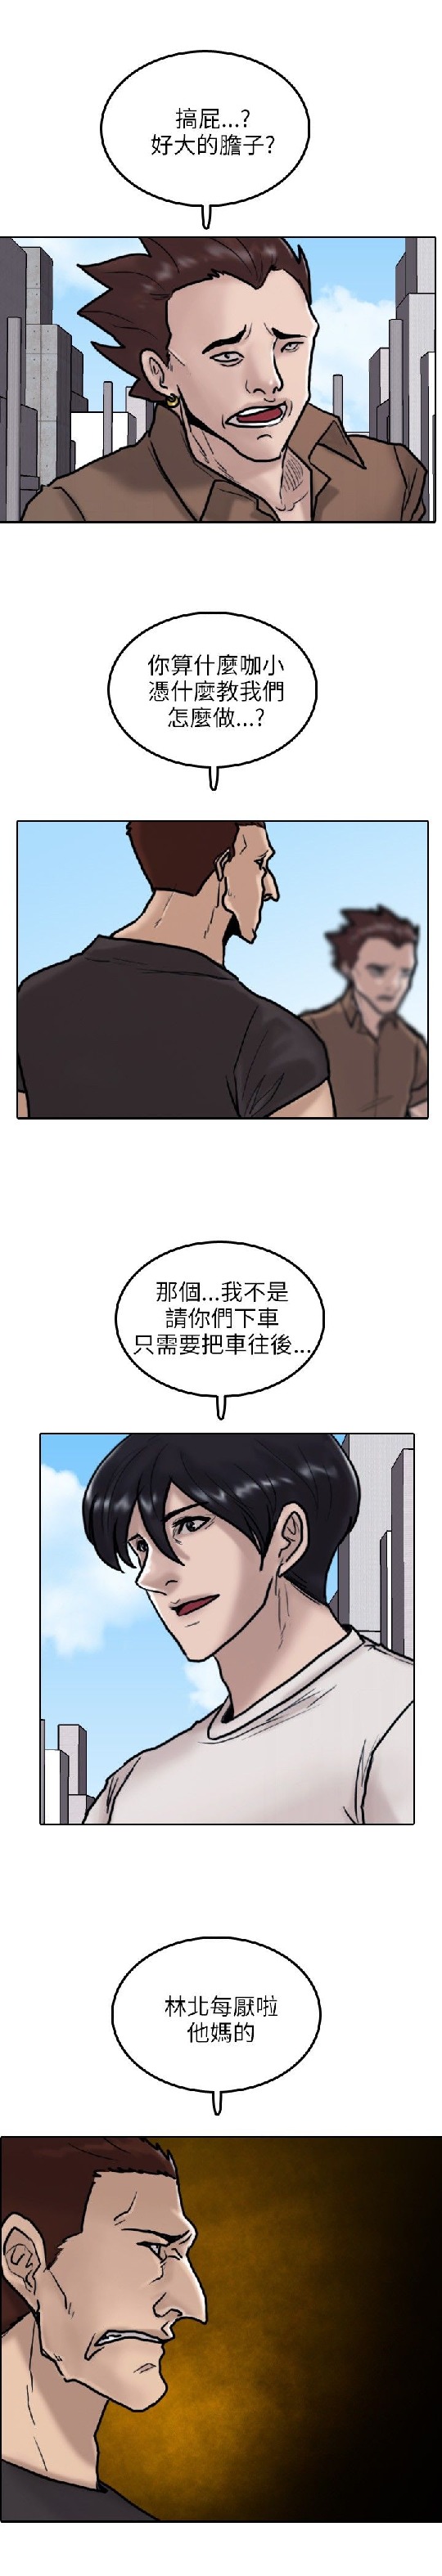 搞屁...?
好大的膽子?
你算什麼咖小
憑什麼教我們
怎麼做...?
那個...我不是
請你們下車
只需要把車往後...
林北每厭啦
他媽的